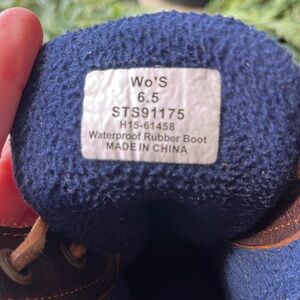 Wo'S
6.5
STS91175
H15-61458
Waterproof Rubber Boot
MADE IN CHINA